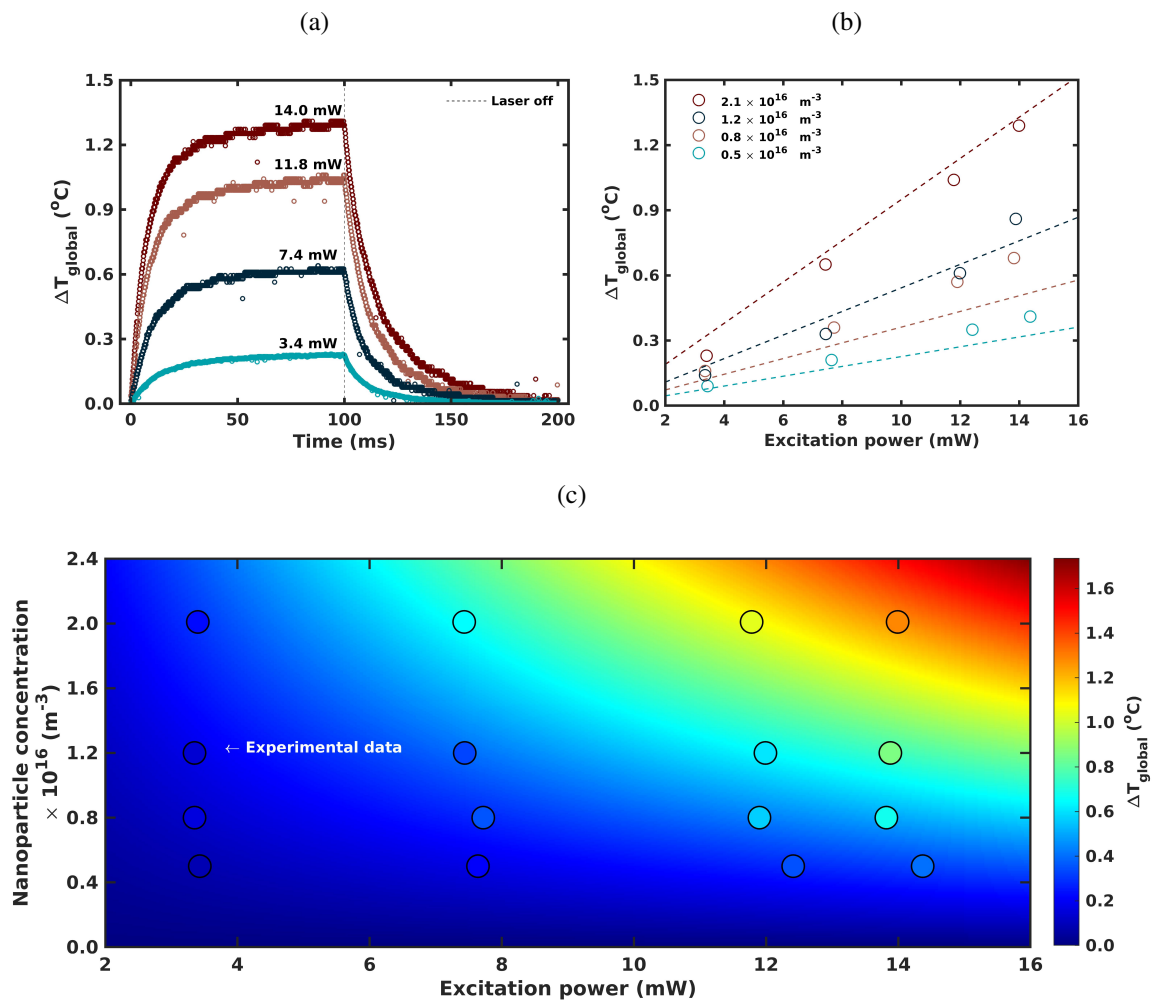 (a)
(b)
1.5
1.2
0.9
0.6
0.3
0.0
ΔT_global (°C)
14.0 mW
11.8 mW
7.4 mW
3.4 mW
Laser off
0 50 100 150 200
Time (ms)
1.5
1.2
0.9
0.6
0.3
0.0
ΔT_global (°C)
2.1 × 10^16 m^-3
1.2 × 10^16 m^-3
0.8 × 10^16 m^-3
0.5 × 10^16 m^-3
2 4 6 8 10 12 14 16
Excitation power (mW)
(c)
Nanoparticle concentration
× 10^16 (m^-3)
2.4
2.0
1.6
1.2
0.8
0.4
0.0
← Experimental data
2 4 6 8 10 12 14 16
Excitation power (mW)
1.6
1.4
1.2
1.0
0.8
0.6
0.4
0.2
0.0
ΔT_global (°C)